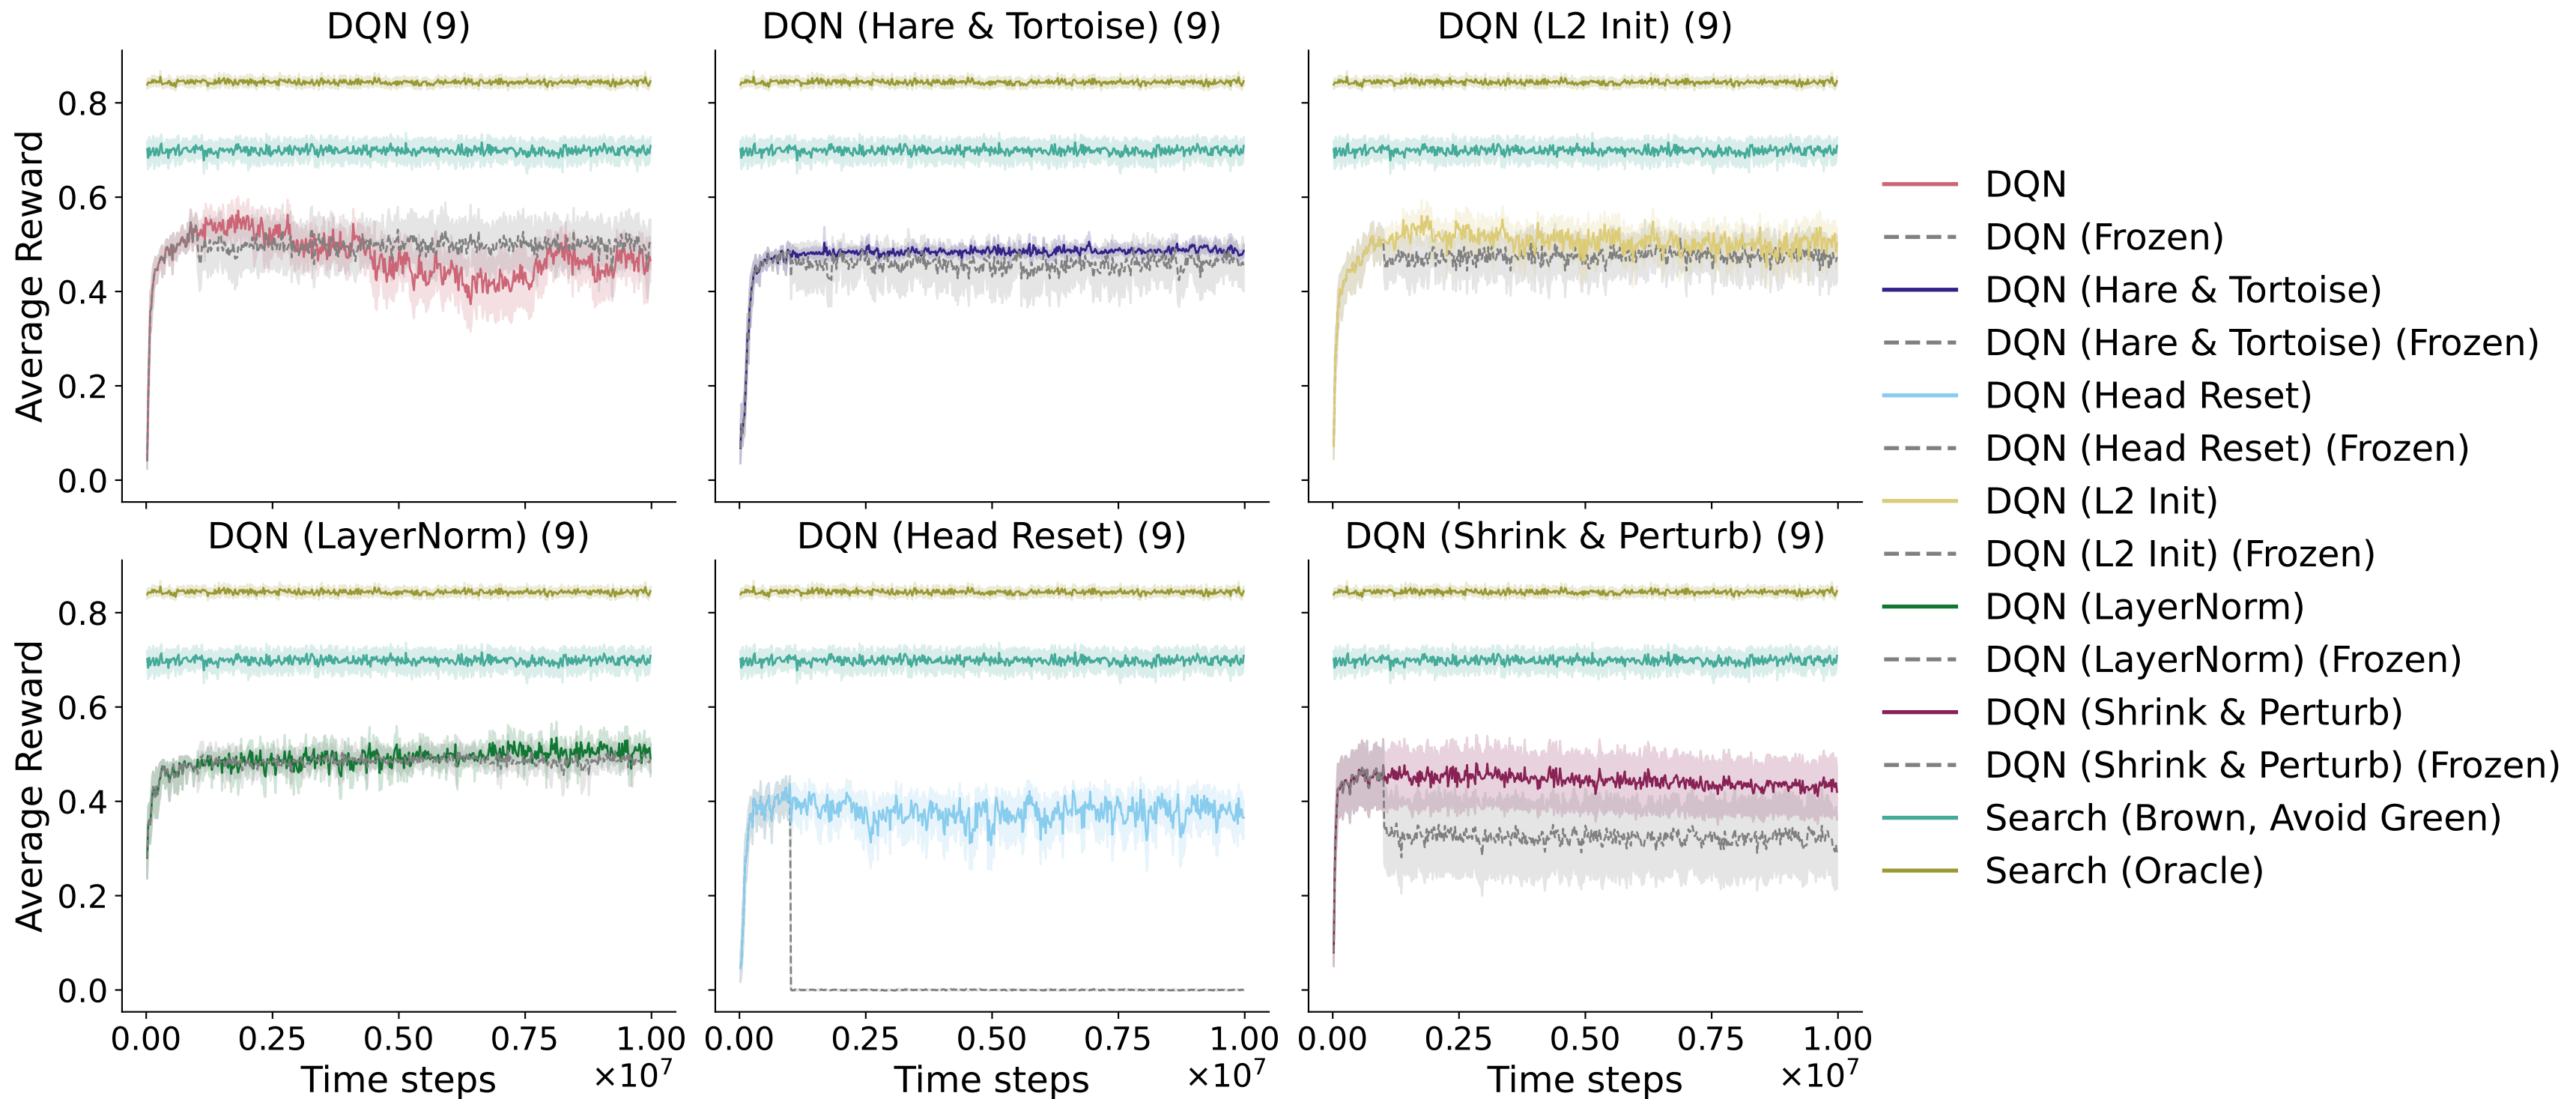 DQN (9)
DQN (Hare & Tortoise) (9)
DQN (L2 Init) (9)
Average Reward
0.8
0.6
0.4
0.2
0.0
DQN (LayerNorm) (9)
DQN (Head Reset) (9)
DQN (Shrink & Perturb) (9)
Average Reward
0.8
0.6
0.4
0.2
0.0
0.00 0.25 0.50 0.75 1.00
×10⁷
Time steps
0.00 0.25 0.50 0.75 1.00
×10⁷
Time steps
0.00 0.25 0.50 0.75 1.00
×10⁷
Time steps
DQN
DQN (Frozen)
DQN (Hare & Tortoise)
DQN (Hare & Tortoise) (Frozen)
DQN (Head Reset)
DQN (Head Reset) (Frozen)
DQN (L2 Init)
DQN (L2 Init) (Frozen)
DQN (LayerNorm)
DQN (LayerNorm) (Frozen)
DQN (Shrink & Perturb)
DQN (Shrink & Perturb) (Frozen)
Search (Brown, Avoid Green)
Search (Oracle)